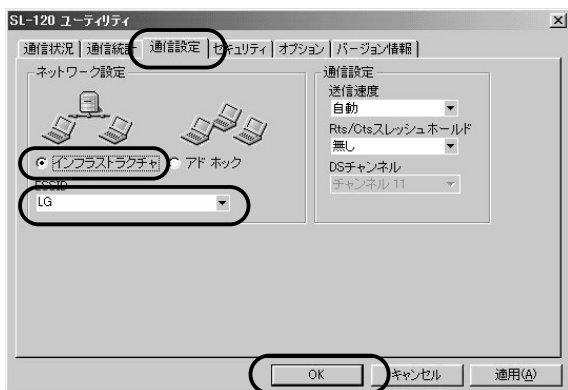 SL-120 ユーティリティ
通信状況 通信統計 通信設定 セキュリティ オプション バージョン情報
ネットワーク設定
インフラストラクチャ アド ホック
ESSID
LG
通信設定
送信速度
自動
Rts/Ctsスレッシュホールド
無し
DSチャンネル
チャンネル 11
OK キャンセル 適用(A)